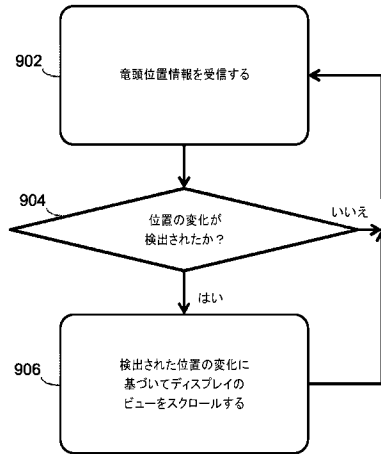 902
竜頭位置情報を受信する
904
位置の変化が
検出されたか？
いいえ
はい
906
検出された位置の変化に
基づいてディスプレイの
ビューをスクロールする